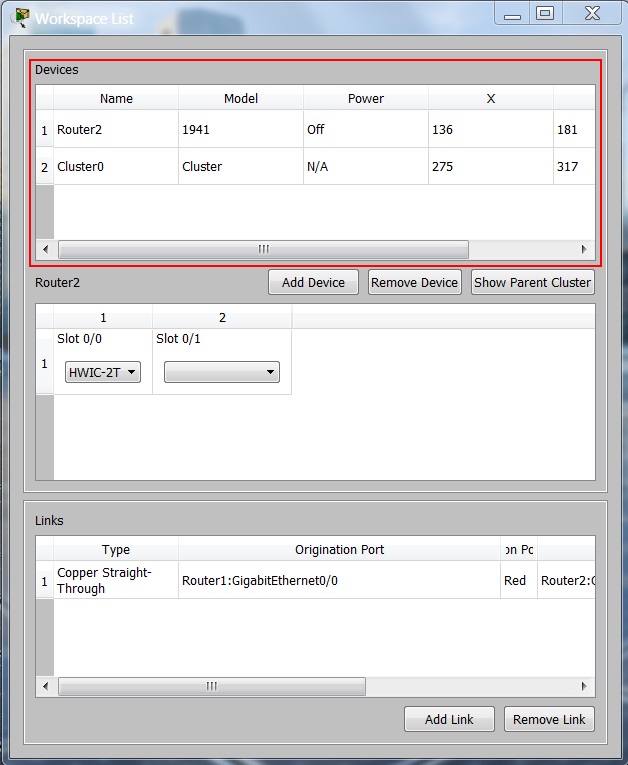 Workspace List
Devices
Name Model Power X
1 Router2 1941 Off 136 181
2 Cluster0 Cluster N/A 275 317
Router2 Add Device Remove Device Show Parent Cluster
1 2
1 Slot 0/0 Slot 0/1
HWIC-2T
Links
Type Origination Port on Po
1 Copper Straight-
Through Router1:GigabitEthernet0/0 Red Router2:G
Add Link Remove Link